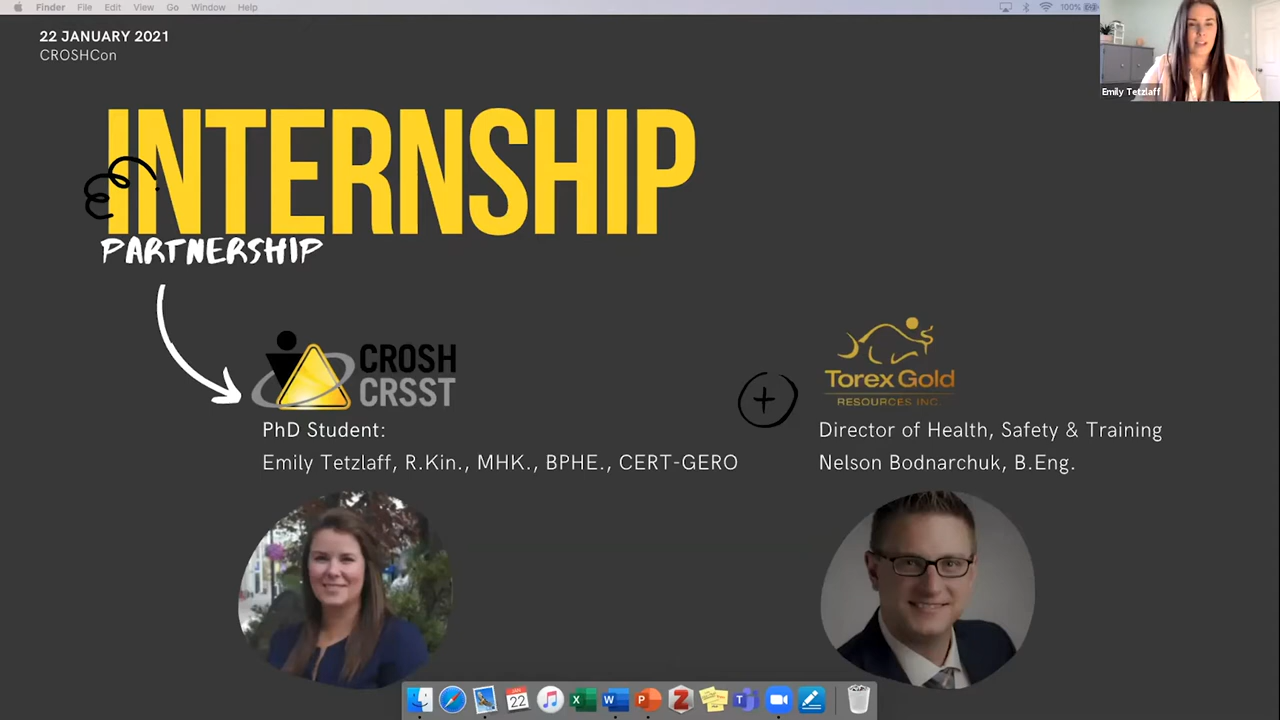 Finder File Edit View Go Window Help
100%
22 JANUARY 2021
CROSHCon
Emily Tetzlaff
INTERNSHIP
PARTNERSHIP
CROSH
CRSST
Torex Gold
RESOURCES INC.
PhD Student:
Emily Tetzlaff, R.Kin., MHK., BPHE., CERT-GERO
Director of Health, Safety & Training
Nelson Bodnarchuk, B.Eng.
22